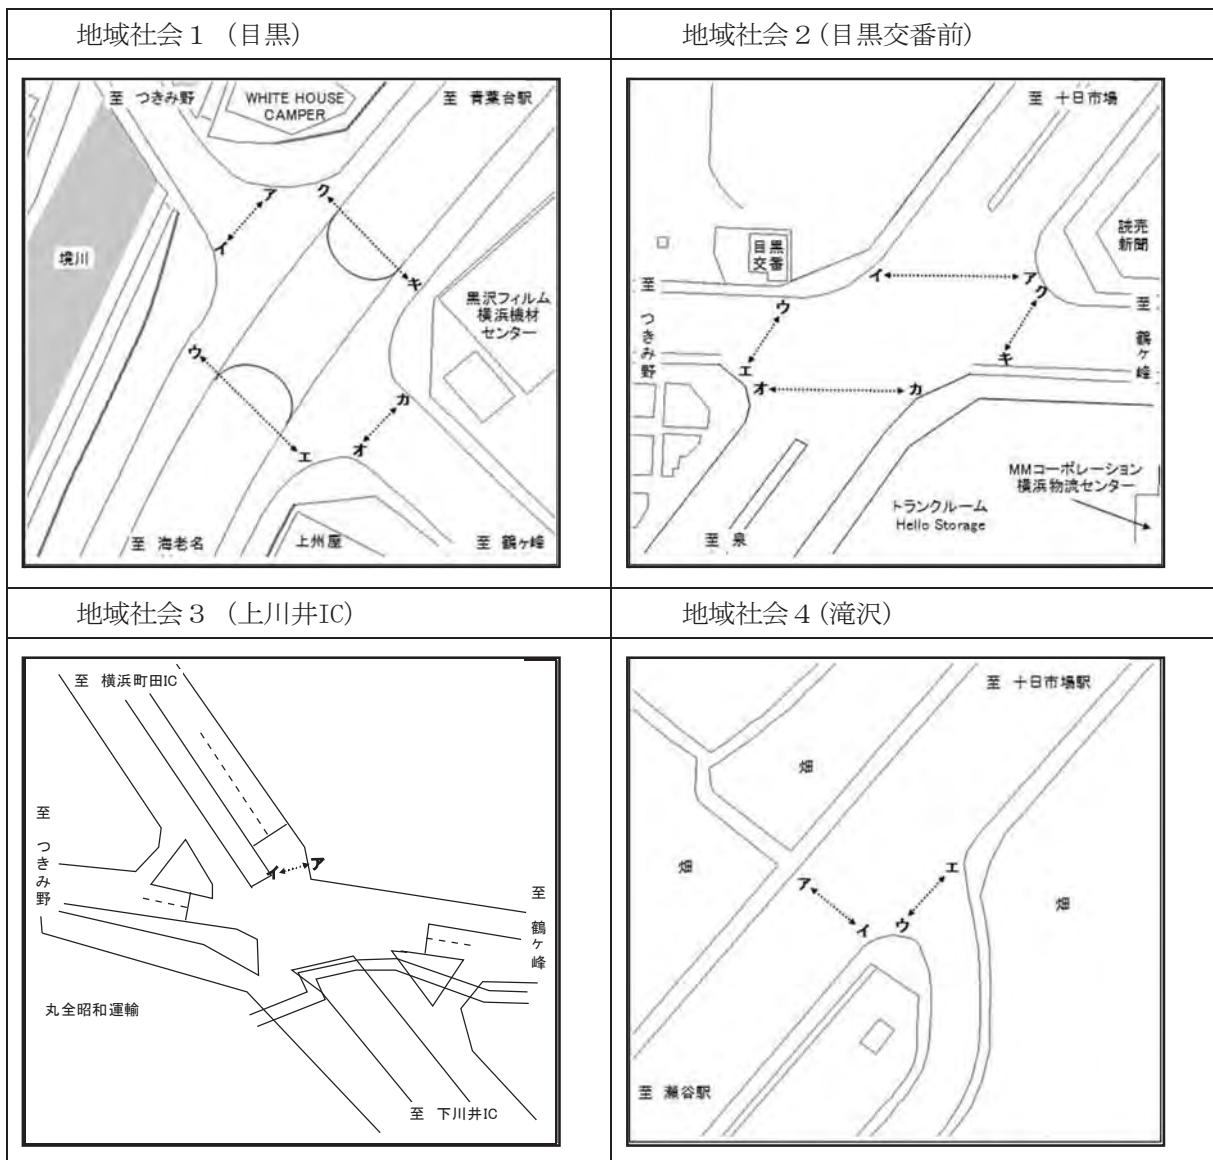 地域社会１（目黒）
至 つきみ野
WHITE HOUSE
CAMPER
至 青葉台駅
ア
ク
イ
境川
キ
黒沢フィルム
横浜機材
センター
ウ
カ
エ
オ
至 海老名
上州屋
至 鶴ヶ峰
地域社会２(目黒交番前)
至 十日市場
読売
新聞
目黒
交番
イ
ア
ク
至 つきみ野
ウ
至 鶴ヶ峰
エ
キ
オ
カ
MMコーポレーション
横浜物流センター
トランクルーム
Hello Storage
至 泉
地域社会３（上川井IC）
至 横浜町田IC
至 つきみ野
イ
ア
至 鶴ヶ峰
丸全昭和運輸
至 下川井IC
地域社会４(滝沢)
至 十日市場駅
畑
畑
エ
ア
畑
ウ
イ
至 瀬谷駅